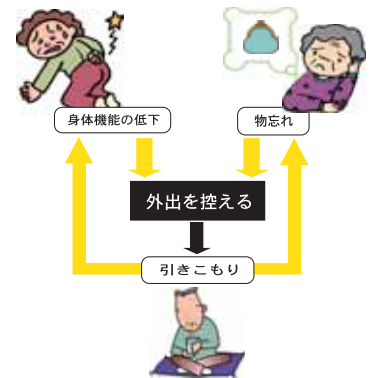 身体機能の低下
物忘れ
外出を控える
引きこもり